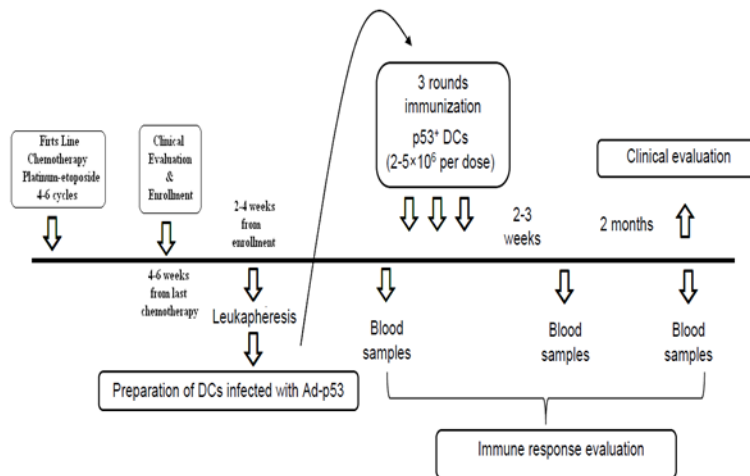 Firts Line
Chemotherapy
Platinum-etoposide
4-6 cycles
Clinical
Evaluation
&
Enrollment
2-4 weeks
from
enrollment
3 rounds
immunization
p53⁺ DCs
(2-5×10⁶ per dose)
2-3
weeks
Clinical evaluation
2 months
4-6 weeks
from last
chemotherapy
Leukapheresis
Preparation of DCs infected with Ad-p53
Blood
samples
Blood
samples
Blood
samples
Immune response evaluation